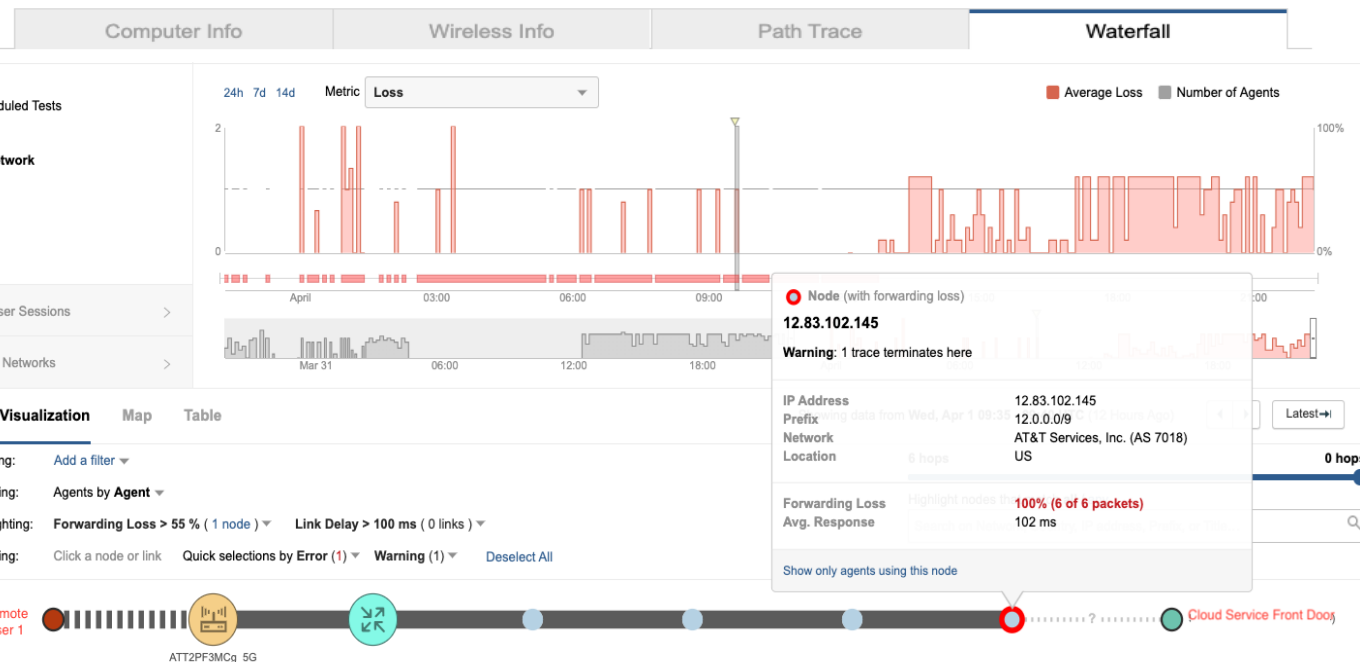 Computer Info
Wireless Info
Path Trace
Waterfall
duled Tests
24h 7d 14d
Metric Loss
Average Loss
Number of Agents
twork
2
100%
0
0%
April
03:00
06:00
09:00
ser Sessions
Networks
Mar 31
06:00
12:00
18:00
Node (with forwarding loss)
12.83.102.145
Warning: 1 trace terminates here
IP Address 12.83.102.145
Prefix 12.0.0.0/9
Network AT&T Services, Inc. (AS 7018)
Location US
Forwarding Loss 100% (6 of 6 packets)
Avg. Response 102 ms
Show only agents using this node
Visualization
Map
Table
Latest
6 hops
0 hops
ng: Add a filter
ing: Agents by Agent
ghting: Forwarding Loss > 55 % ( 1 node ) Link Delay > 100 ms ( 0 links )
ing: Click a node or link Quick selections by Error (1) Warning (1) Deselect All
mote
ser 1
?
Cloud Service Front Door
ATT2PF3MCg_5G